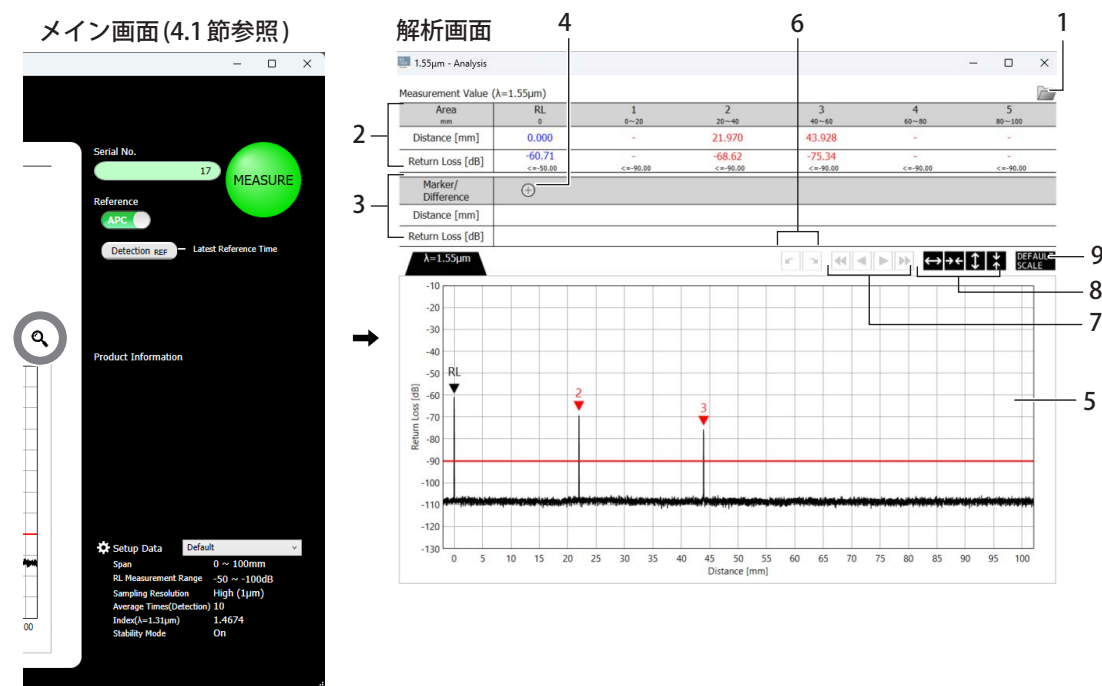 メイン画面(4.1節参照)
Serial No.
17
MEASURE
Reference
APC
Detection REF
Latest Reference Time
Product Information
Setup Data Default
Span 0 ~ 100mm
RL Measurement Range -50 ~ -100dB
Sampling Resolution High (1μm)
Average Times(Detection) 10
Index(λ=1.31μm) 1.4674
Stability Mode On
00
解析画面
4 6 1
1.55μm - Analysis
Measurement Value (λ=1.55μm)
Area RL 1 2 3 4 5
mm 0 0~20 20~40 40~60 60~80 80~100
2
Distance [mm] 0.000 - 21.970 43.928 - -
Return Loss [dB] -60.71 - -68.62 -75.34 - -
<=-50.00 <=-90.00 <=-90.00 <=-90.00 <=-90.00 <=-90.00
3
Marker/
Difference
Distance [mm]
Return Loss [dB]
λ=1.55μm
DEFAULT
SCALE
9
8
7
5
Return Loss [dB]
-10
-20
-30
-40
-50
-60
-70
-80
-90
-100
-110
-120
-130
RL
2
3
0 5 10 15 20 25 30 35 40 45 50 55 60 65 70 75 80 85 90 95 100
Distance [mm]